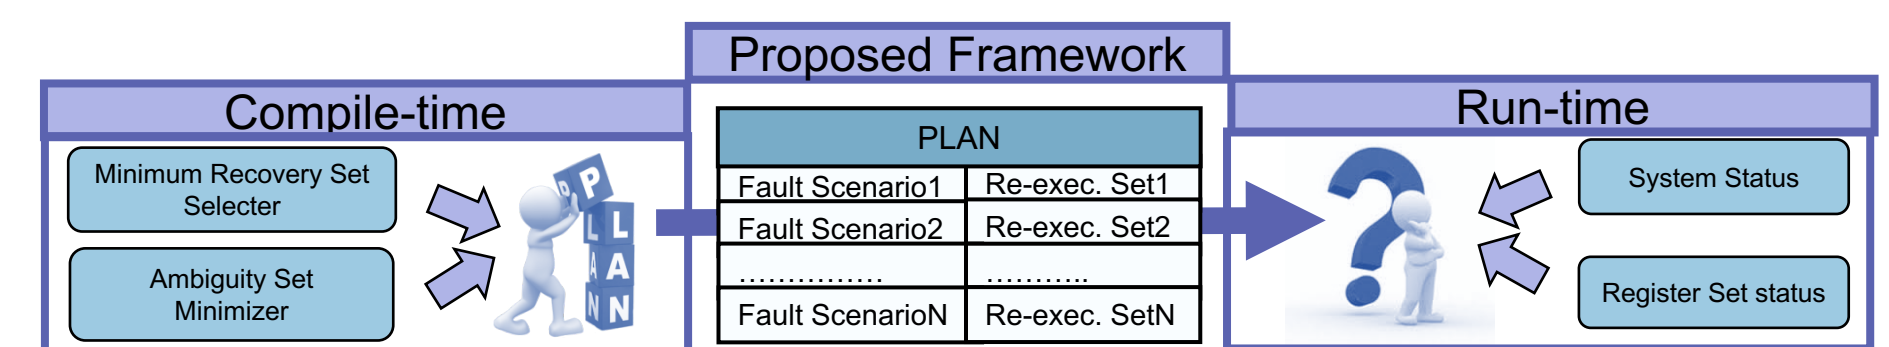 Proposed Framework
Compile-time
Minimum Recovery Set
Selecter
Ambiguity Set
Minimizer
D P
L L
A A
N N
PLAN
Fault Scenario1 Re-exec. Set1
Fault Scenario2 Re-exec. Set2
…………… ………..
Fault ScenarioN Re-exec. SetN
Run-time
?
System Status
Register Set status